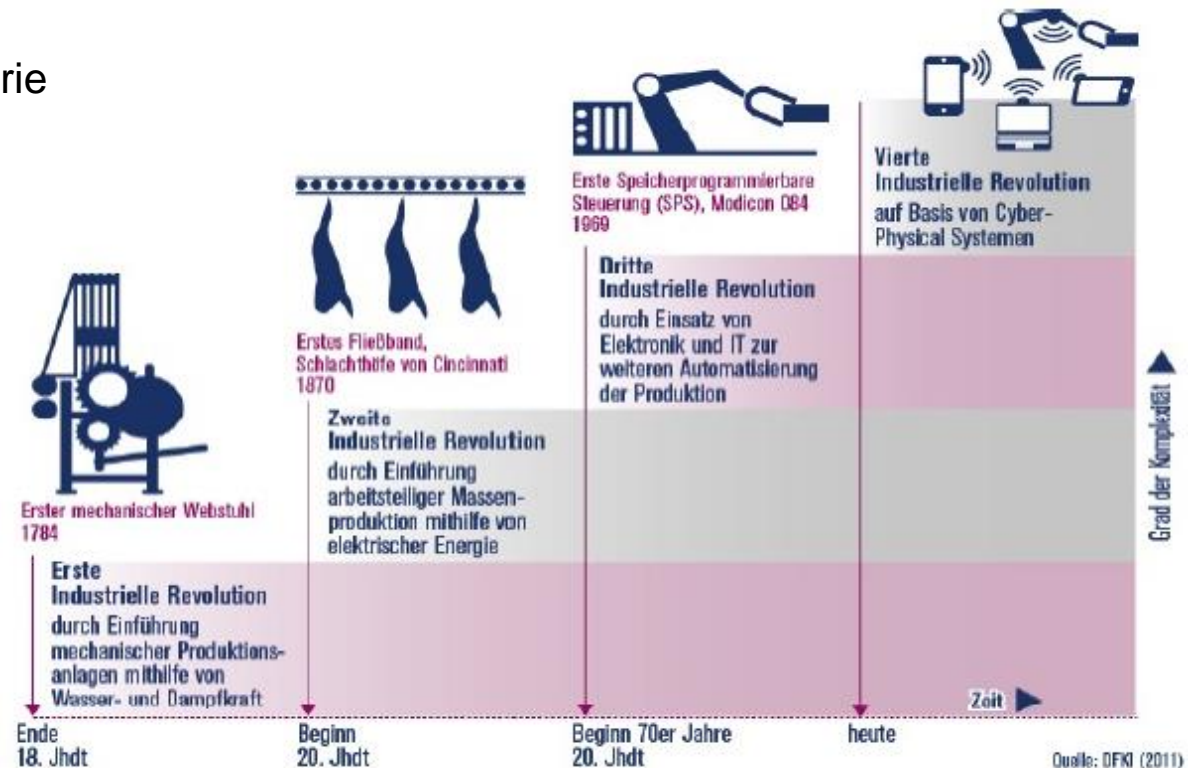 rie
Erster mechanischer Webstuhl
1784
Erste
Industrielle Revolution
durch Einführung
mechanischer Produktions-
anlagen mithilfe von
Wasser- und Dampfkraft
Ende
18. Jhdt
Erstes Fließband,
Schlachthöfe von Cincinnati
1870
Zweite
Industrielle Revolution
durch Einführung
arbeitsteiliger Massen-
produktion mithilfe von
elektrischer Energie
Beginn
20. Jhdt
Erste Speicherprogrammierbare
Steuerung (SPS), Modicon 084
1969
Dritte
Industrielle Revolution
durch Einsatz von
Elektronik und IT zur
weiteren Automatisierung
der Produktion
Beginn 70er Jahre
20. Jhdt
Vierte
Industrielle Revolution
auf Basis von Cyber-
Physical Systemen
heute
Zeit
Grad der Komplexität
Quelle: DFKI (2011)